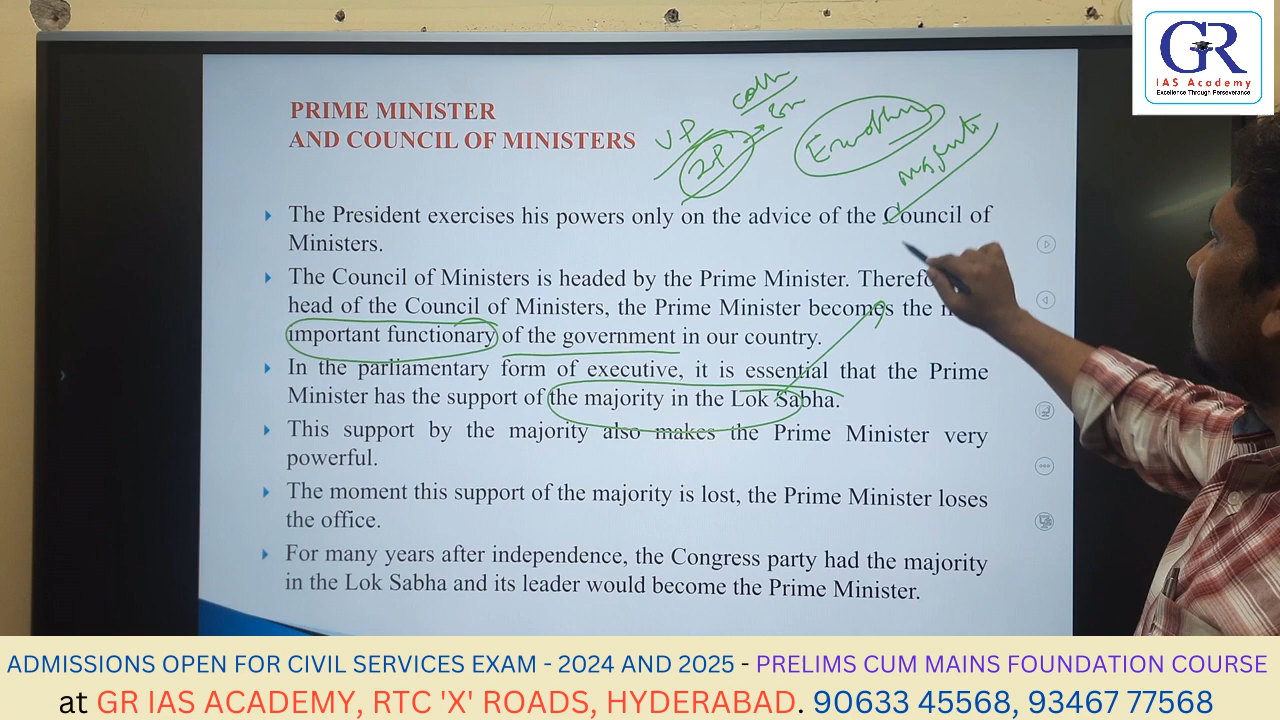 GR
IAS Academy
Excellence Through Perseverance
PRIME MINISTER
AND COUNCIL OF MINISTERS
VP
2P
The President exercises his powers only on the advice of the Council of
Ministers.
The Council of Ministers is headed by the Prime Minister.
head of the Council of Ministers, the Prime Minister becomes the
important functionary of the government in our country.
In the parliamentary form of executive, it is essential that the Prime
Minister has the support of the majority in the Lok Sabha.
This support by the majority also makes the Prime Minister very
powerful.
The moment this support of the majority is lost, the Prime Minister loses
the office.
For many years after independence, the Congress party had the majority
in the Lok Sabha and its leader would become the Prime Minister.
ADMISSIONS OPEN FOR CIVIL SERVICES EXAM - 2024 AND 2025 - PRELIMS CUM MAINS FOUNDATION COURSE
at GR IAS ACADEMY, RTC 'X' ROADS, HYDERABAD. 90633 45568, 93467 77568